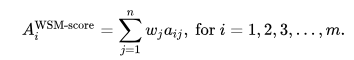 A_i^{WSM-score} = \sum_{j=1}^{n} w_j a_{ij}, for i = 1, 2, 3, ..., m.